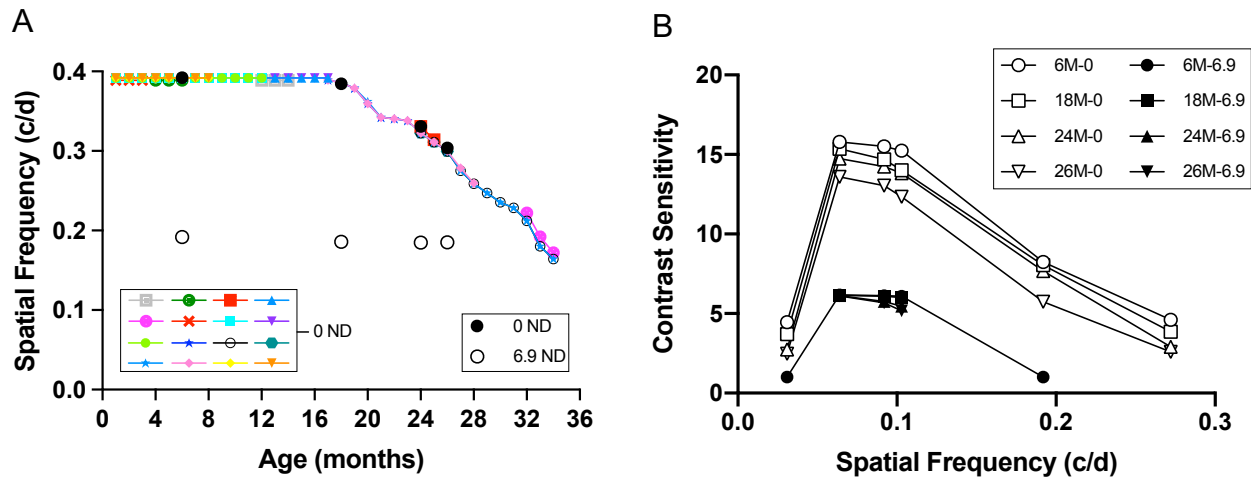 A
Spatial Frequency (c/d)
0.4
0.3
0.2
0.1
0.0
0 4 8 12 16 20 24 28 32 36
Age (months)
0 ND
0 ND
6.9 ND
B
Contrast Sensitivity
20
15
10
5
0
0.0 0.1 0.2 0.3
Spatial Frequency (c/d)
6M-0 6M-6.9
18M-0 18M-6.9
24M-0 24M-6.9
26M-0 26M-6.9